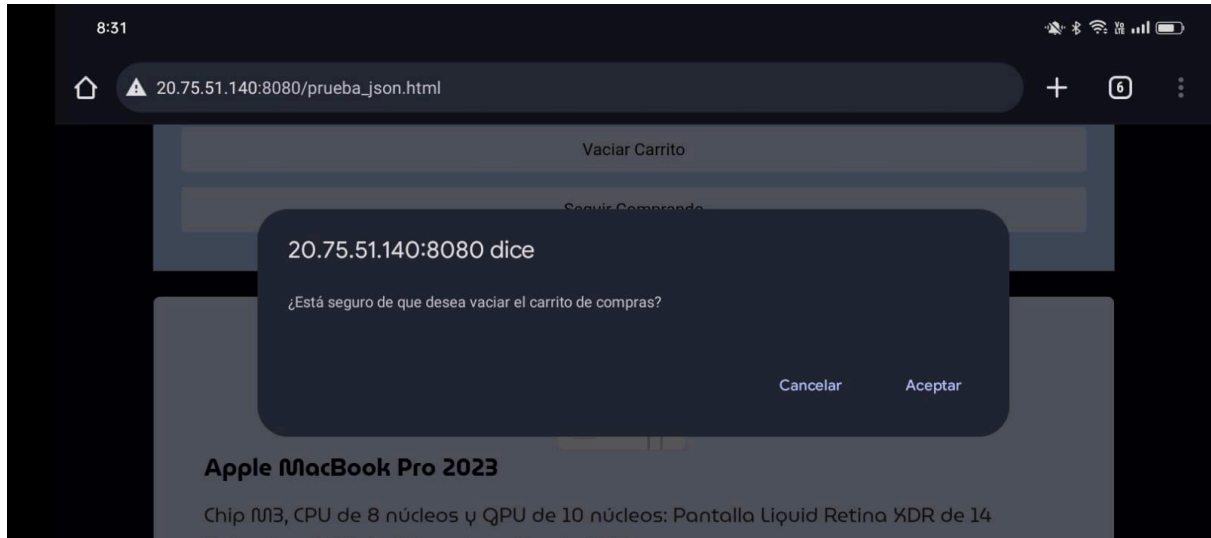 8:31
20.75.51.140:8080/prueba_json.html
6
Vaciar Carrito
Seguir Comprando
20.75.51.140:8080 dice
¿Está seguro de que desea vaciar el carrito de compras?
Cancelar Aceptar
Apple MacBook Pro 2023
Chip M3, CPU de 8 núcleos y GPU de 10 núcleos: Pantalla Liquid Retina XDR de 14